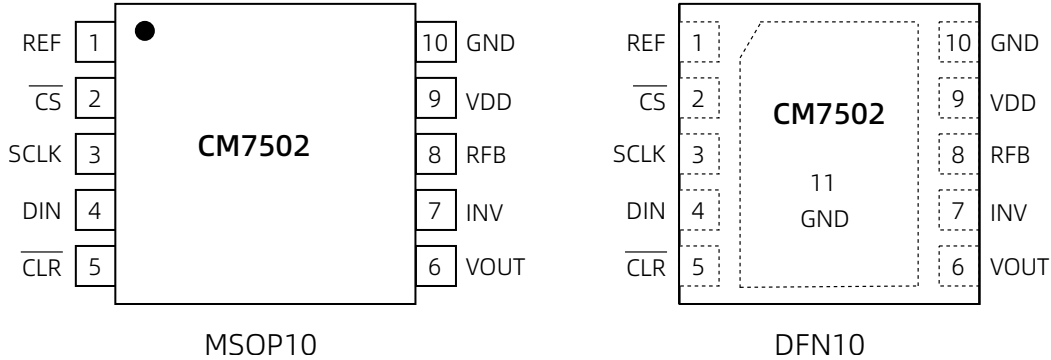 REF 1 10 GND
CS 2 9 VDD
CM7502
SCLK 3 8 RFB
DIN 4 7 INV
CLR 5 6 VOUT
MSOP10
REF 1 10 GND
CS 2 9 VDD
CM7502
SCLK 3 8 RFB
11
DIN 4 7 INV
GND
CLR 5 6 VOUT
DFN10